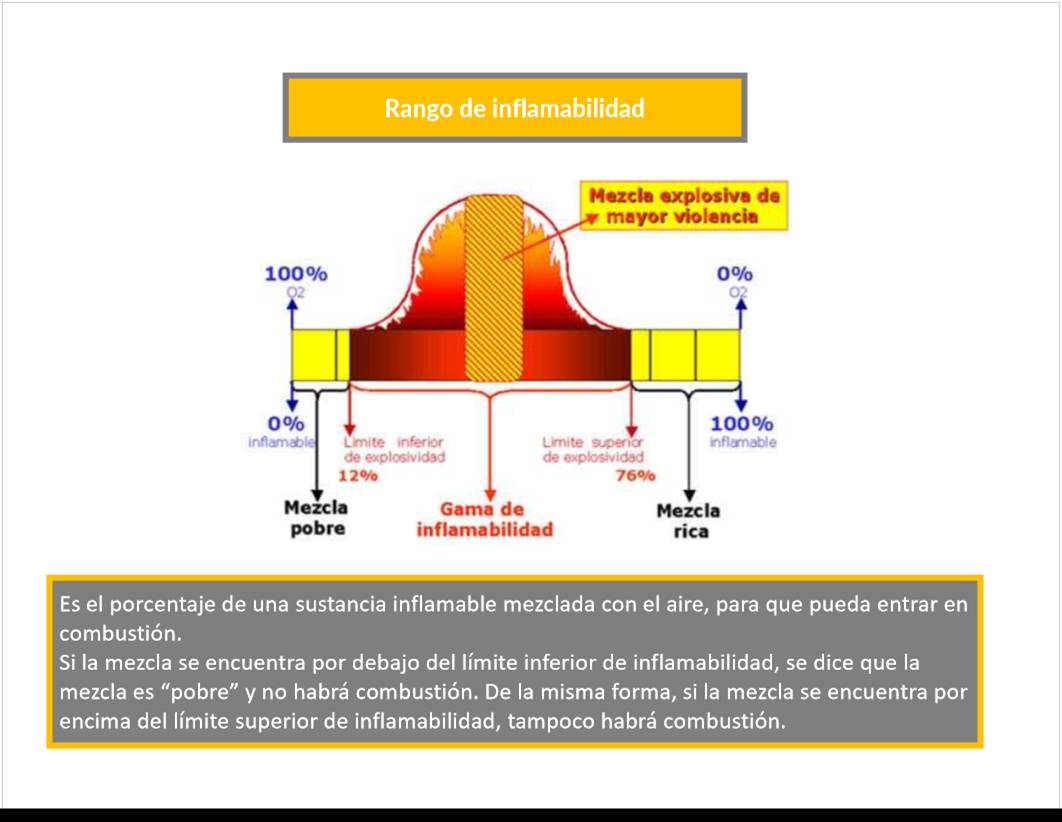 Rango de inflamabilidad
Mezcla explosiva de
mayor violencia
100%
O2
0%
O2
0%
inflamable
Limite inferior
de explosividad
12%
Limite superior
de explosividad
76%
100%
inflamable
Mezcla
pobre
Gama de
inflamabilidad
Mezcla
rica
Es el porcentaje de una sustancia inflamable mezclada con el aire, para que pueda entrar en
combustión.
Si la mezcla se encuentra por debajo del límite inferior de inflamabilidad, se dice que la
mezcla es “pobre” y no habrá combustión. De la misma forma, si la mezcla se encuentra por
encima del límite superior de inflamabilidad, tampoco habrá combustión.